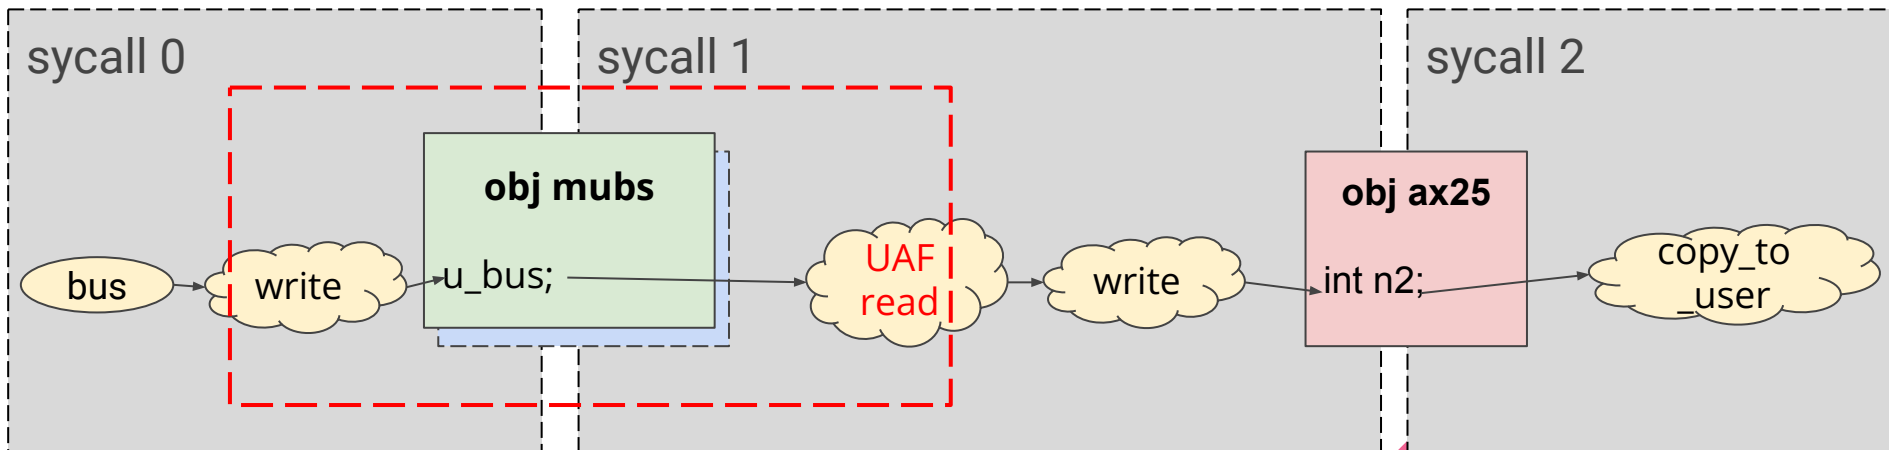 sycall 0
sycall 1
sycall 2
obj mubs
obj ax25
bus
write
u_bus;
UAF
read
write
int n2;
copy_to
_user